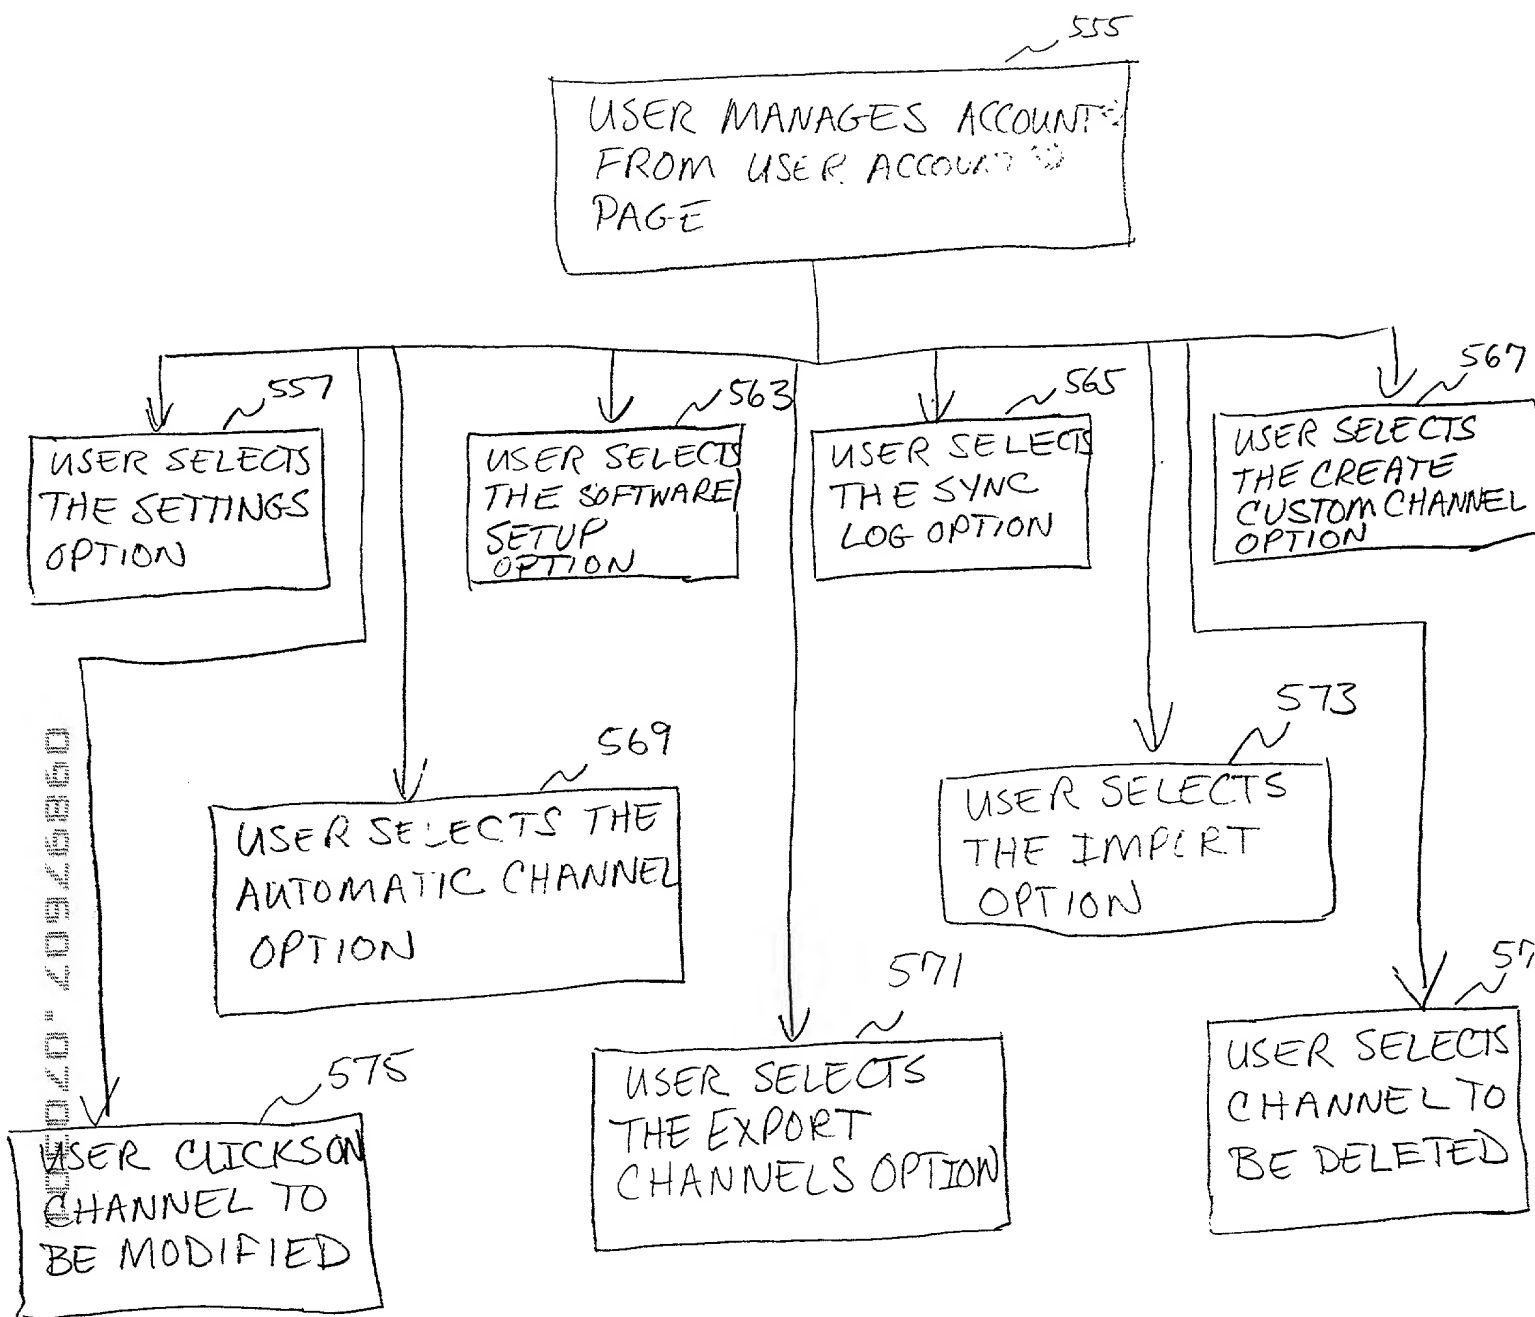 555
USER MANAGES ACCOUNT
FROM USER ACCOUNT
PAGE
557
USER SELECTS
THE SETTINGS
OPTION
563
USER SELECTS
THE SOFTWARE
SETUP
OPTION
565
USER SELECTS
THE SYNC
LOG OPTION
567
USER SELECTS
THE CREATE
CUSTOM CHANNEL
OPTION
569
USER SELECTS THE
AUTOMATIC CHANNEL
OPTION
573
USER SELECTS
THE IMPORT
OPTION
575
USER CLICKS ON
CHANNEL TO
BE MODIFIED
571
USER SELECTS
THE EXPORT
CHANNELS OPTION
57
USER SELECTS
CHANNEL TO
BE DELETED